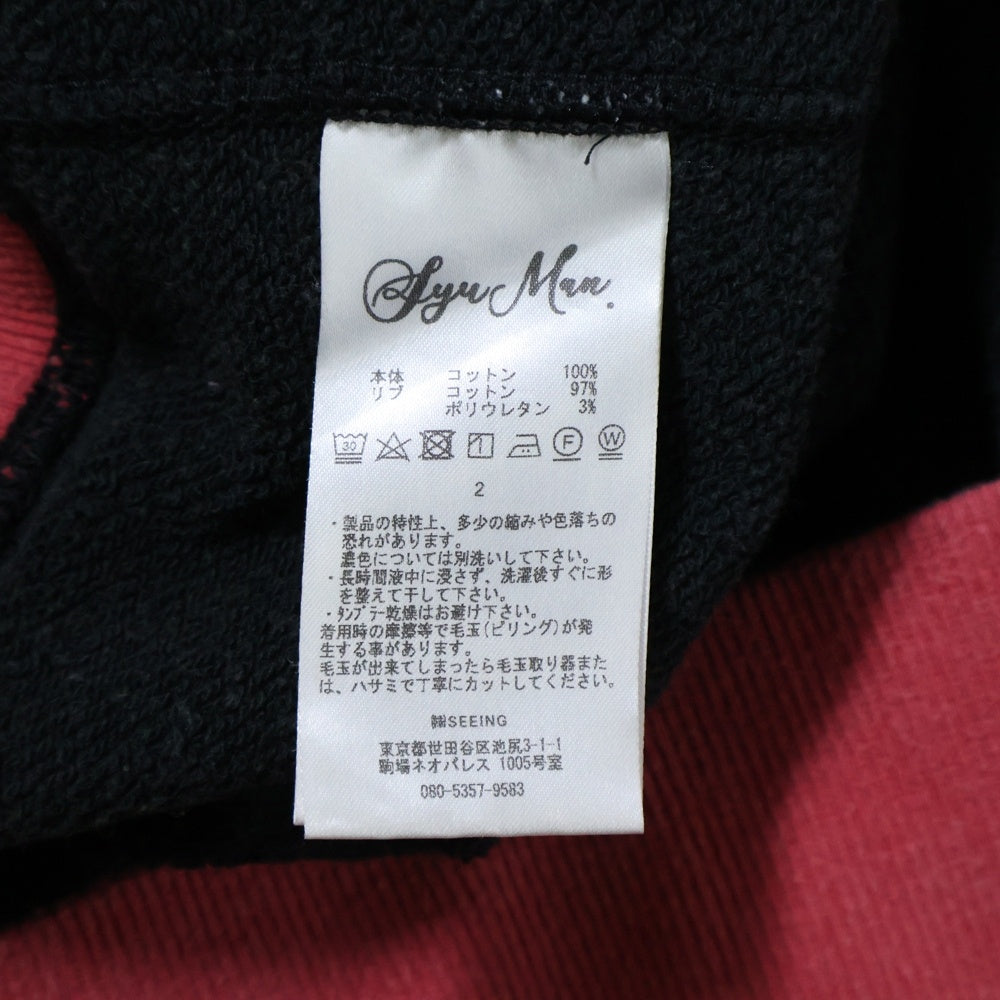 Syu Man.
本体 コットン 100%
リブ コットン 97%
ポリウレタン 3%
30 1 F W
2
・製品の特性上、多少の縮みや色落ちの
恐れがあります。
濃色については別洗いして下さい。
・長時間液中に浸さず、洗濯後すぐに形
を整えて干して下さい。
・タンブラー乾燥はお避け下さい。
着用時の摩擦等で毛玉(ピリング)が発
生する事があります。
毛玉が出来てしまったら毛玉取り器また
は、ハサミで丁寧にカットしてください。
㈱SEEING
東京都世田谷区池尻3-1-1
駒場ネオパレス 1005号室
080-5357-9583